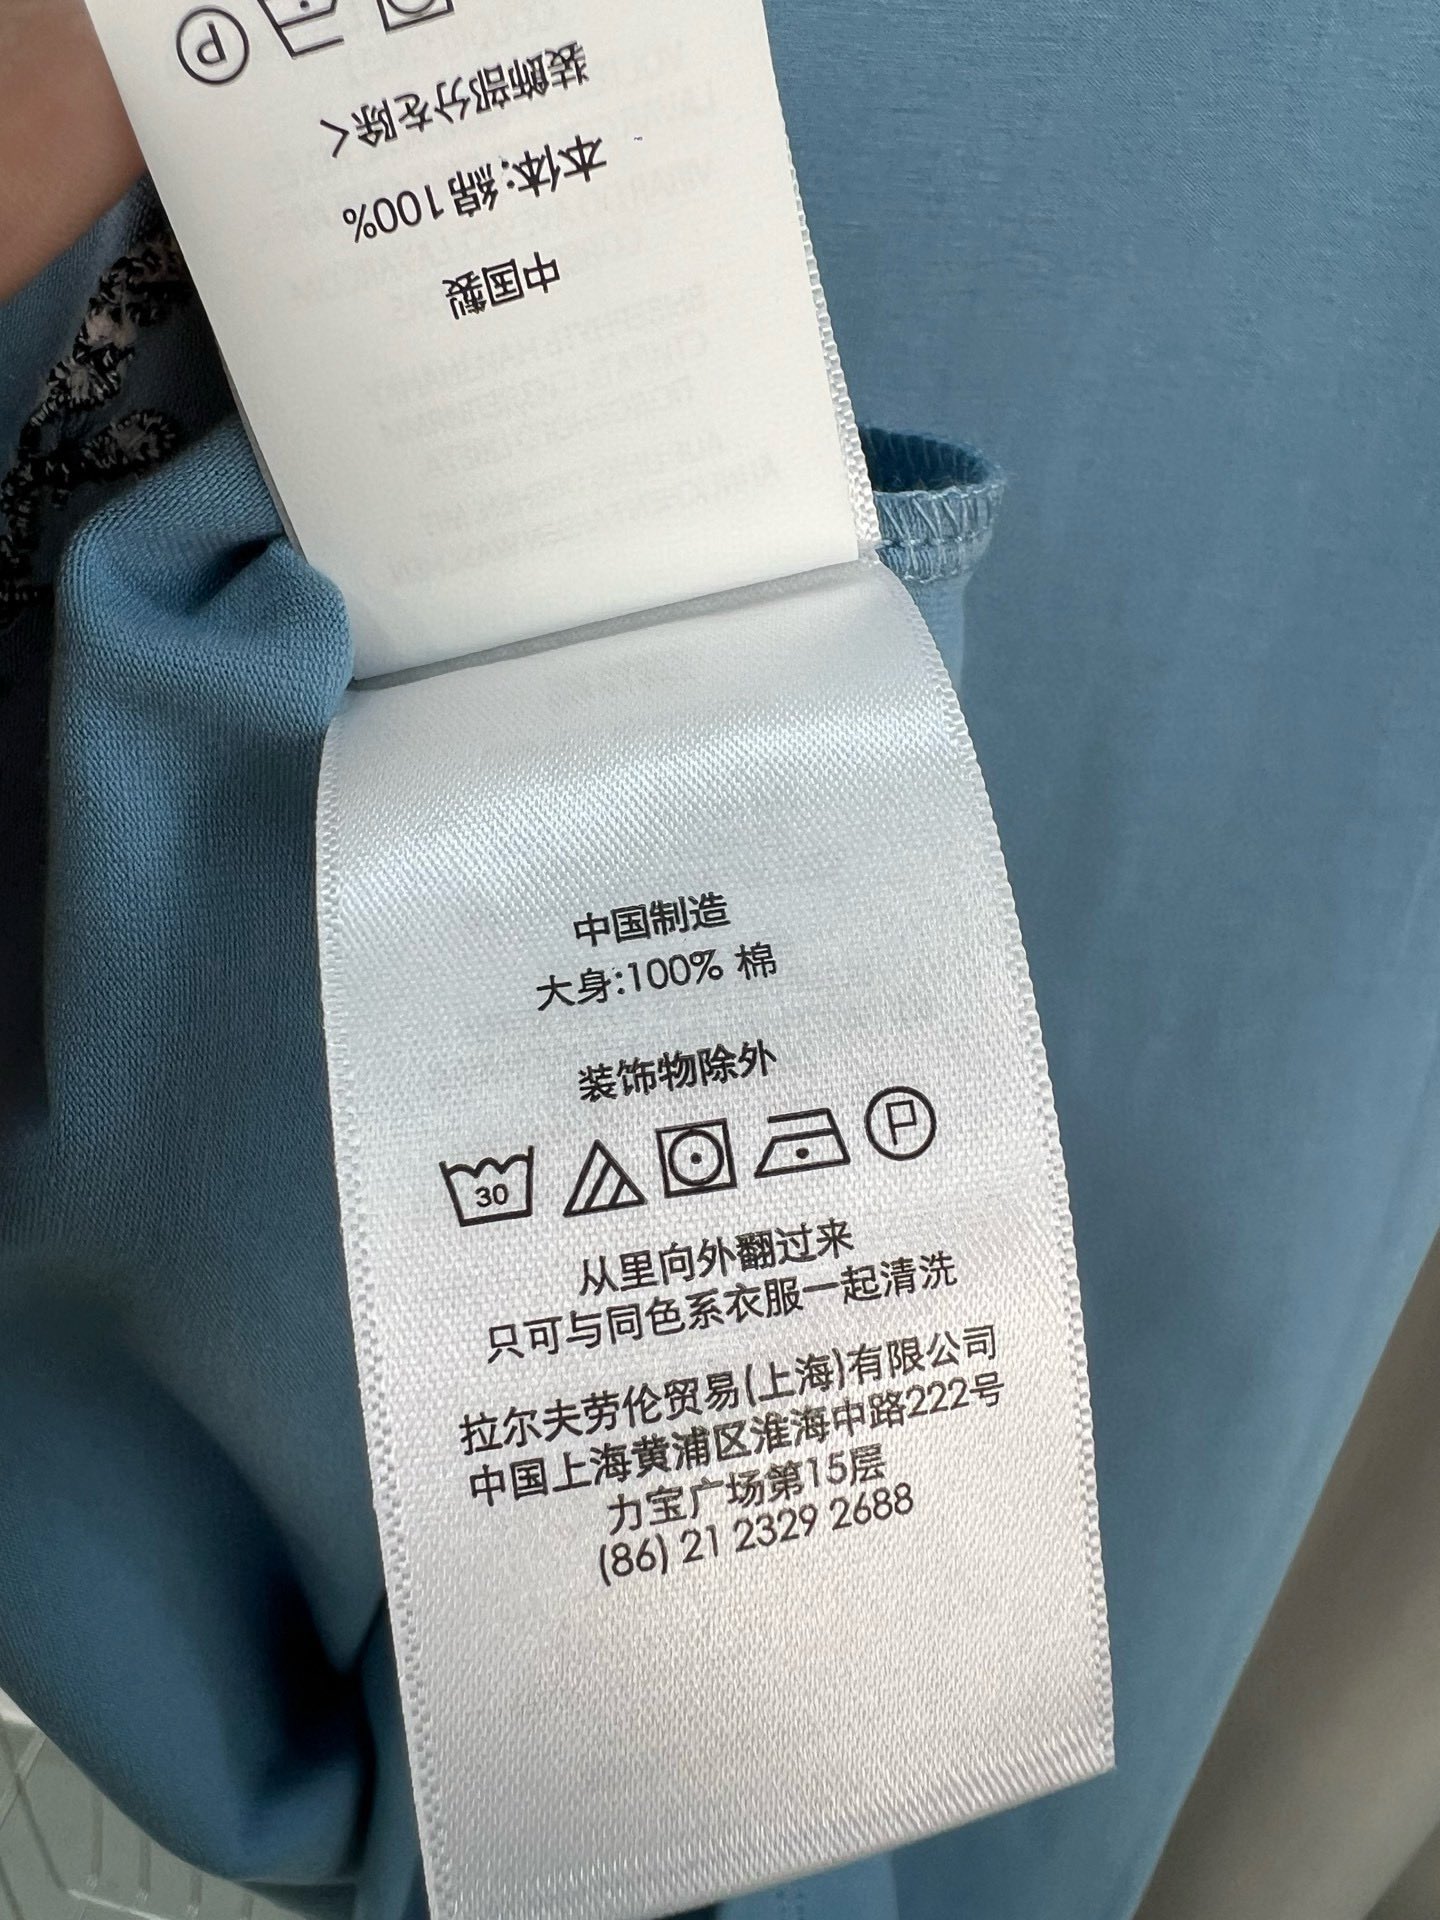 装飾部分を除く
本体:綿100%
中国製
中国制造
大身:100% 棉
装饰物除外
30
P
从里向外翻过来
只可与同色系衣服一起清洗
拉尔夫劳伦贸易(上海)有限公司
中国上海黄浦区淮海中路222号
力宝广场第15层
(86) 21 2329 2688